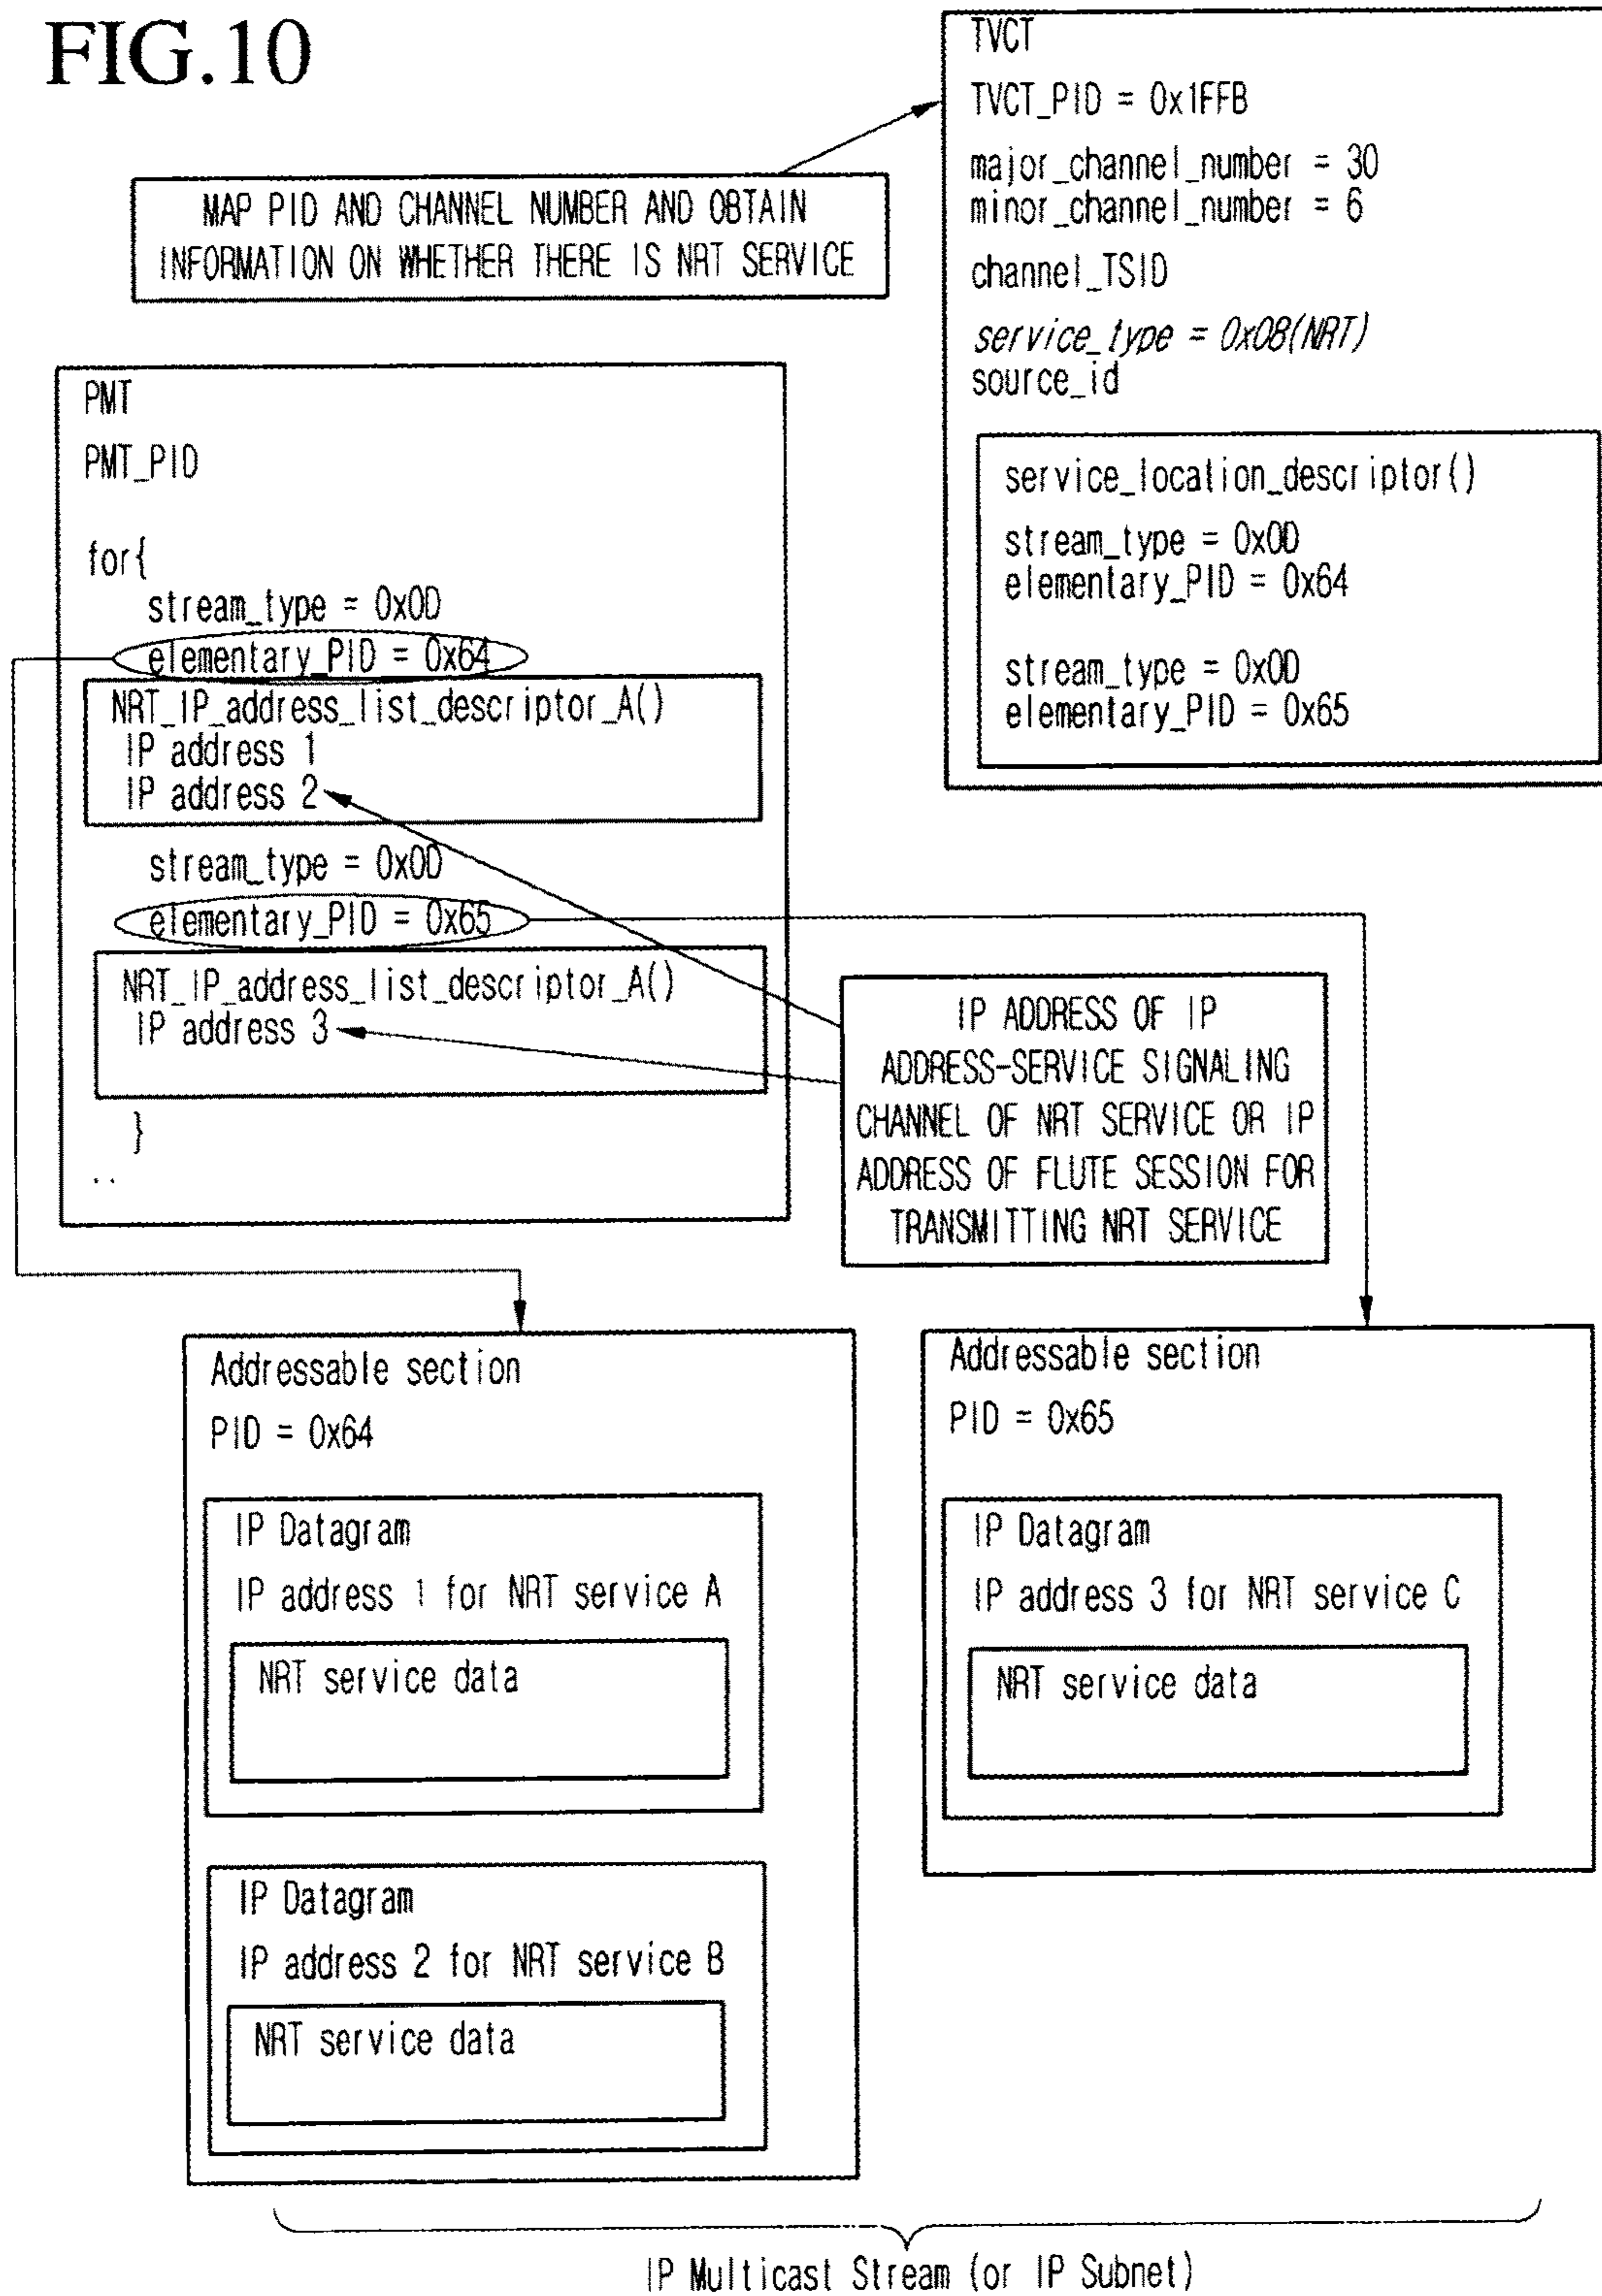 FIG.10
TVCT
TVCT_PID = 0x1FFB
major_channel_number = 30
minor_channel_number = 6
channel_TSID
service_type = 0x08(NRT)
source_id
service_location_descriptor()
stream_type = 0x0D
elementary_PID = 0x64
stream_type = 0x0D
elementary_PID = 0x65
MAP PID AND CHANNEL NUMBER AND OBTAIN
INFORMATION ON WHETHER THERE IS NRT SERVICE
PMT
PMT_PID
for{
stream_type = 0x0D
elementary_PID = 0x64
NRT_IP_address_list_descriptor_A()
IP address 1
IP address 2
stream_type = 0x0D
elementary_PID = 0x65
NRT_IP_address_list_descriptor_A()
IP address 3
}
..
IP ADDRESS OF IP
ADDRESS-SERVICE SIGNALING
CHANNEL OF NRT SERVICE OR IP
ADDRESS OF FLUTE SESSION FOR
TRANSMITTING NRT SERVICE
Addressable section
PID = 0x64
IP Datagram
IP address 1 for NRT service A
NRT service data
IP Datagram
IP address 2 for NRT service B
NRT service data
Addressable section
PID = 0x65
IP Datagram
IP address 3 for NRT service C
NRT service data
IP Multicast Stream (or IP Subnet)